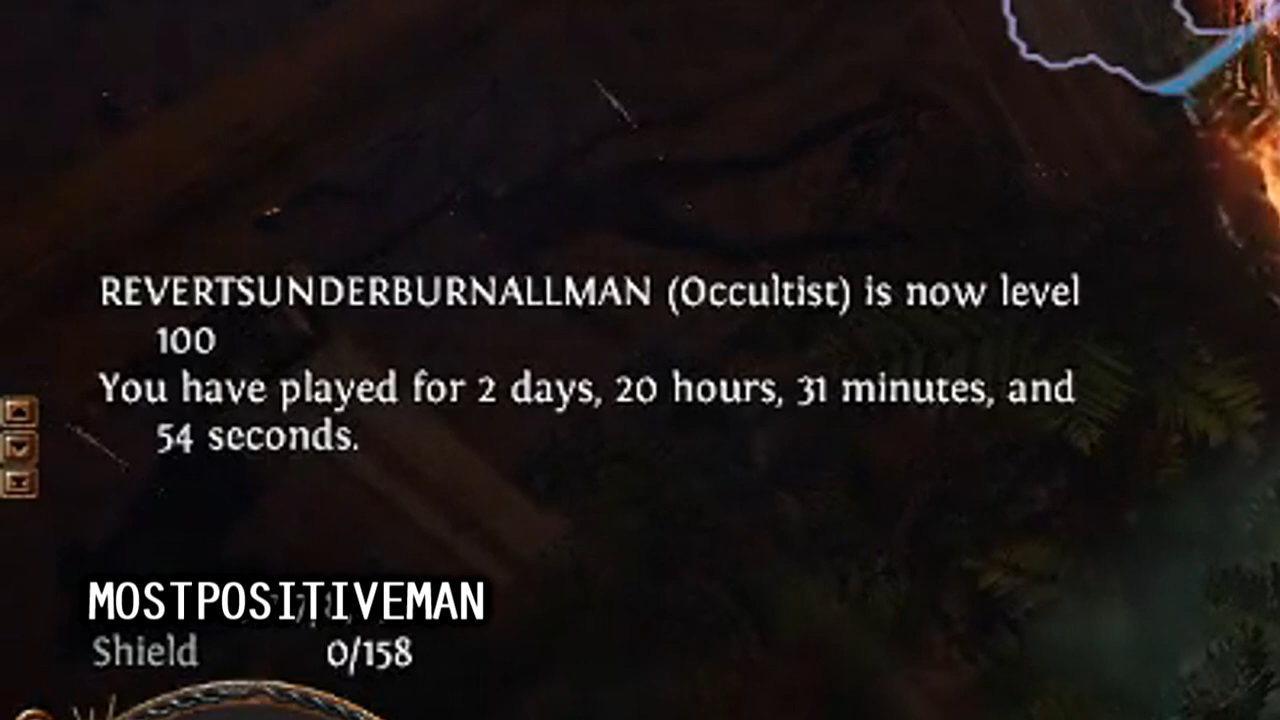 REVERTSUNDERBURNALLMAN (Occultist) is now level
100
You have played for 2 days, 20 hours, 31 minutes, and
54 seconds.
MOSTPOSITIVEMAN
Shield 0/158